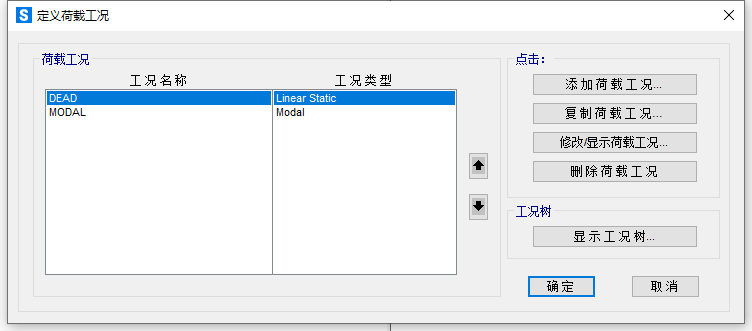 S 定义荷载工况
荷载工况
工况名称 工况类型
DEAD Linear Static
MODAL Modal
点击:
添加荷载工况...
复制荷载工况...
修改/显示荷载工况...
删除荷载工况
工况树
显示工况树...
确定 取消